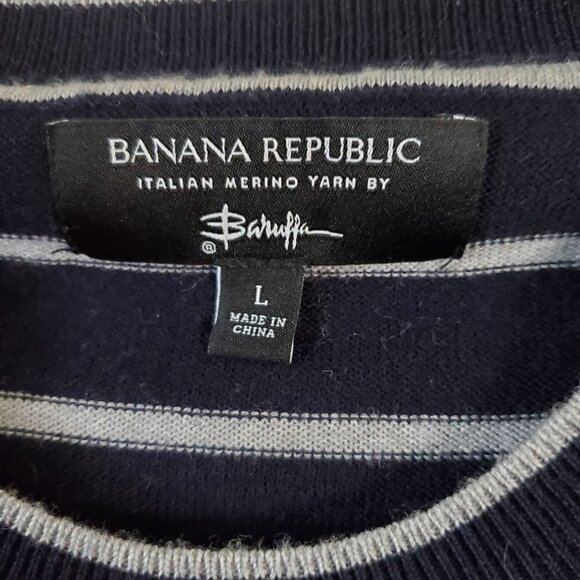 BANANA REPUBLIC
ITALIAN MERINO YARN BY
Baruffa
®
L
MADE IN
CHINA